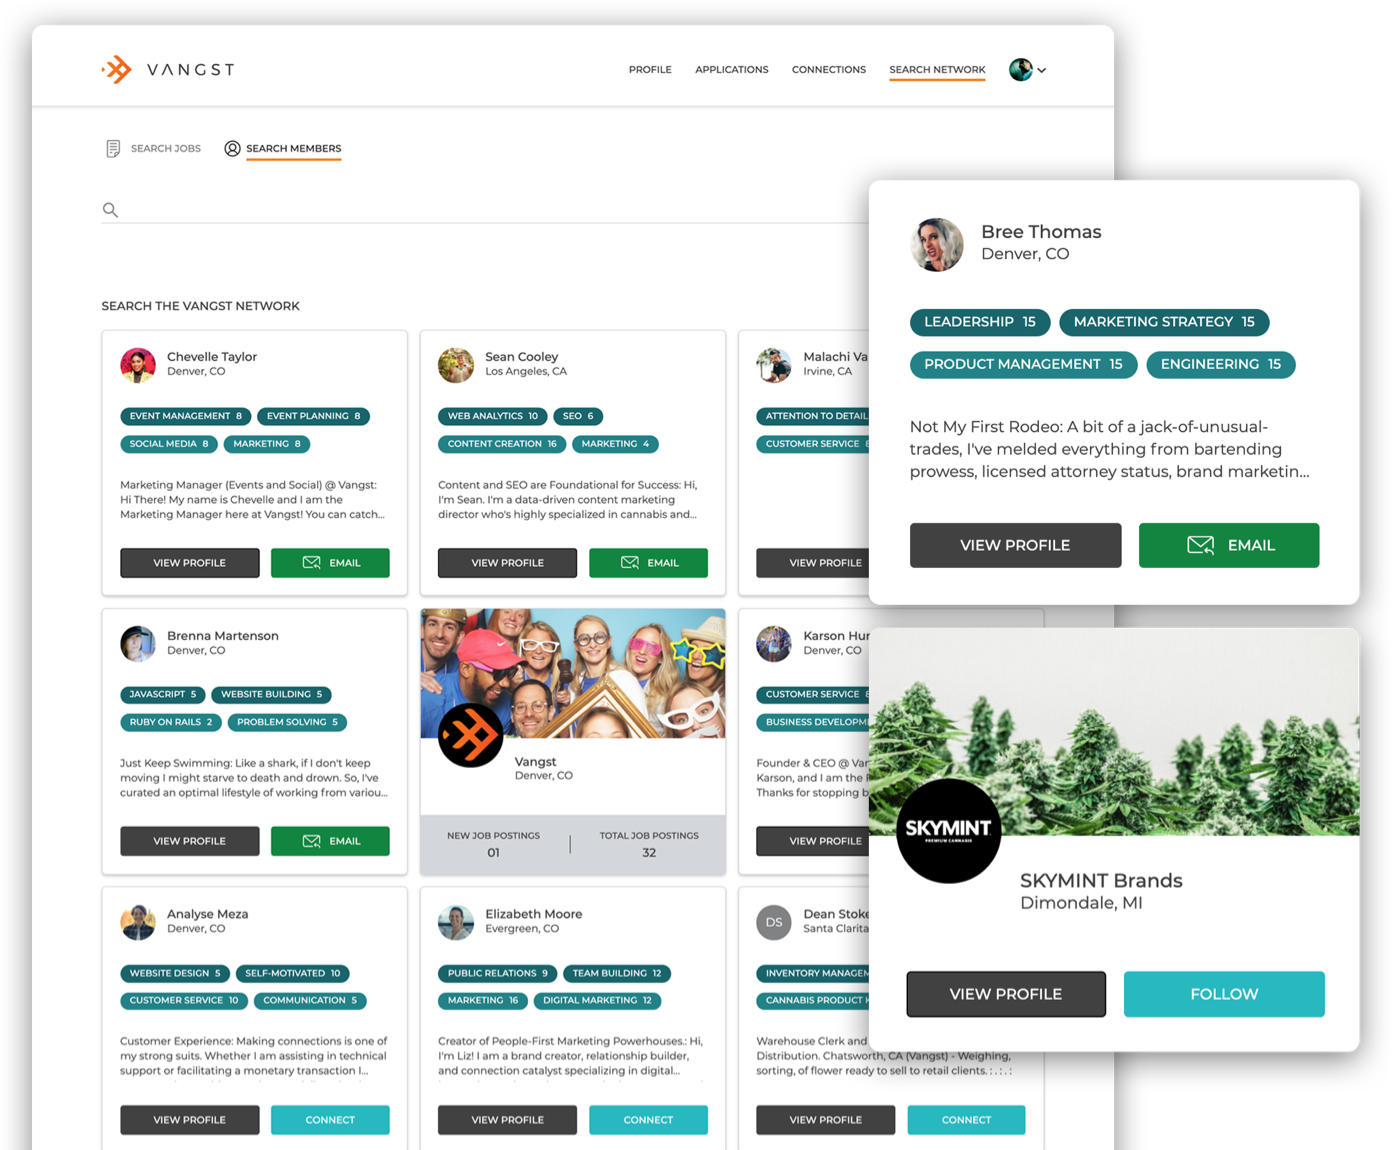 VANGST
PROFILE
APPLICATIONS
CONNECTIONS
SEARCH NETWORK
SEARCH JOBS
SEARCH MEMBERS
SEARCH THE VANGST NETWORK
Chevelle Taylor
Denver, CO
EVENT MANAGEMENT 8
EVENT PLANNING 8
SOCIAL MEDIA 8
MARKETING 8
Marketing Manager (Events and Social) @ Vangst:
Hi There! My name is Chevelle and I am the
Marketing Manager here at Vangst! You can catch...
VIEW PROFILE
EMAIL
Sean Cooley
Los Angeles, CA
WEB ANALYTICS 10
SEO 6
CONTENT CREATION 16
MARKETING 4
Content and SEO are Foundational for Success: Hi,
I'm Sean. I'm a data-driven content marketing
director who's highly specialized in cannabis and...
VIEW PROFILE
EMAIL
Malachi Va
Irvine, CA
ATTENTION TO DETAIL
CUSTOMER SERVICE 8
VIEW PROFILE
Bree Thomas
Denver, CO
LEADERSHIP 15
MARKETING STRATEGY 15
PRODUCT MANAGEMENT 15
ENGINEERING 15
Not My First Rodeo: A bit of a jack-of-unusual-
trades, I've melded everything from bartending
prowess, licensed attorney status, brand marketin...
VIEW PROFILE
EMAIL
Brenna Martenson
Denver, CO
JAVASCRIPT 5
WEBSITE BUILDING 5
RUBY ON RAILS 2
PROBLEM SOLVING 5
Just Keep Swimming: Like a shark, if I don't keep
moving I might starve to death and drown. So, I've
curated an optimal lifestyle of working from variou...
VIEW PROFILE
EMAIL
Vangst
Denver, CO
NEW JOB POSTINGS
01
TOTAL JOB POSTINGS
32
Karson Hu
Denver, CO
CUSTOMER SERVICE 8
BUSINESS DEVELOPM
Founder & CEO @ Van
Karson, and I am the F
Thanks for stopping b
VIEW PROFILE
SKYMINT
PREMIUM CANNABIS
SKYMINT Brands
Dimondale, MI
VIEW PROFILE
FOLLOW
Analyse Meza
Denver, CO
WEBSITE DESIGN 5
SELF-MOTIVATED 10
CUSTOMER SERVICE 10
COMMUNICATION 5
Customer Experience: Making connections is one of
my strong suits. Whether I am assisting in technical
support or facilitating a monetary transaction I...
VIEW PROFILE
CONNECT
Elizabeth Moore
Evergreen, CO
PUBLIC RELATIONS 9
TEAM BUILDING 12
MARKETING 16
DIGITAL MARKETING 12
Creator of People-First Marketing Powerhouses.: Hi,
I'm Liz! I am a brand creator, relationship builder,
and connection catalyst specializing in digital...
VIEW PROFILE
CONNECT
DS
Dean Stoke
Santa Clarita
INVENTORY MANAGEM
CANNABIS PRODUCT K
Warehouse Clerk and
Distribution. Chatsworth, CA (Vangst) - Weighing,
sorting, of flower ready to sell to retail clients. : . : . :
VIEW PROFILE
CONNECT